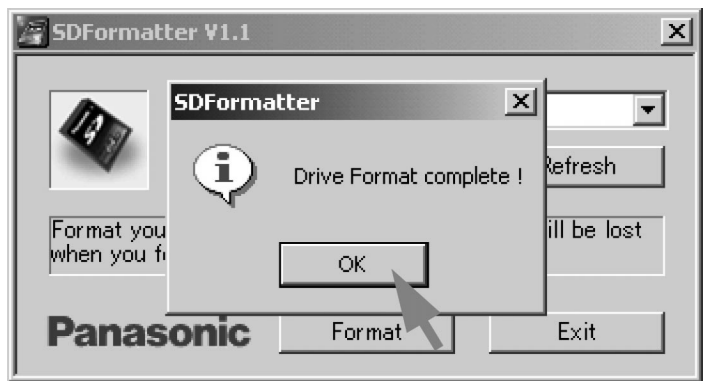 SDFormatter V1.1
SDFormatter
Drive Format complete !
Refresh
Format you ill be lost
when you f
OK
Panasonic
Format
Exit